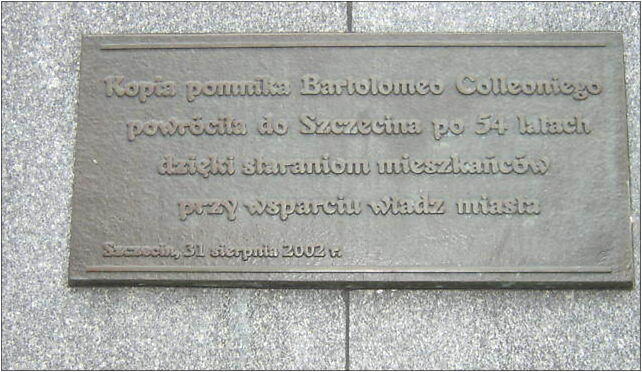 Kopia pomnika Bartolomeo Colleoniego
powróciła do Szczecina po 54 latach
dzięki staraniom mieszkańców
przy wsparciu władz miasta
Szczecin, 31 sierpnia 2002 r.